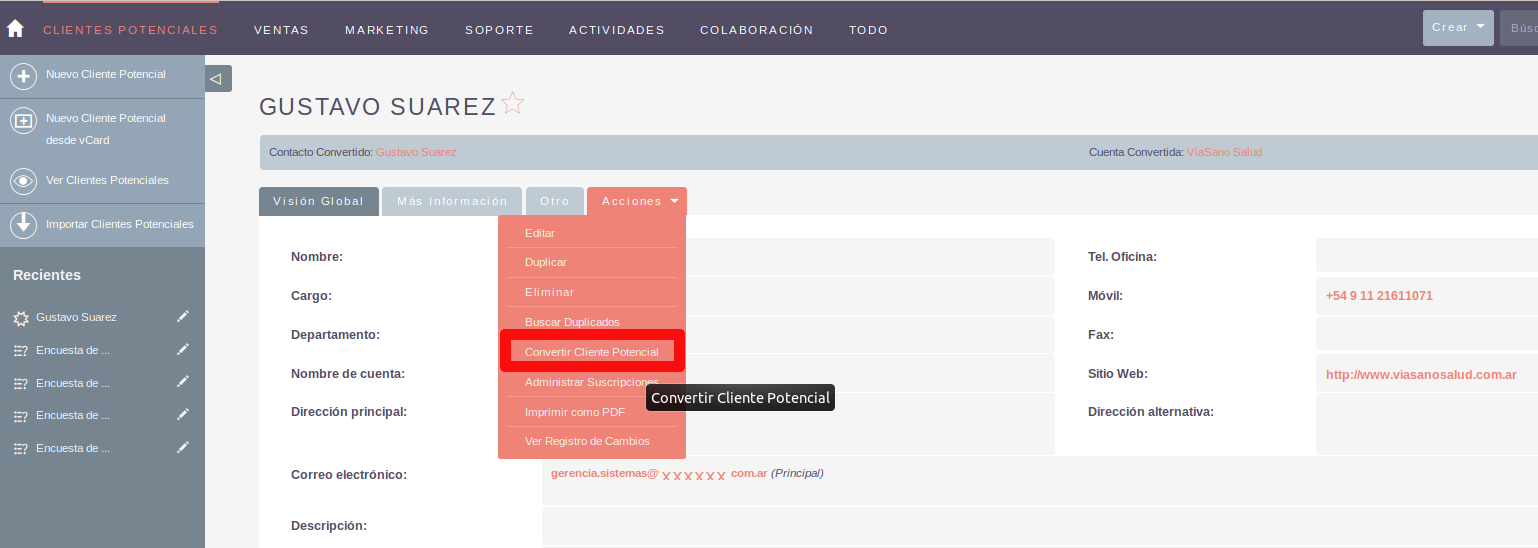 CLIENTES POTENCIALES VENTAS MARKETING SOPORTE ACTIVIDADES COLABORACIÓN TODO Crear
Nuevo Cliente Potencial
Nuevo Cliente Potencial
desde vCard
Ver Clientes Potenciales
Importar Clientes Potenciales
Recientes
Gustavo Suarez
Encuesta de ...
Encuesta de ...
Encuesta de ...
Encuesta de ...
GUSTAVO SUAREZ
Contacto Convertido: Gustavo Suarez Cuenta Convertida: ViaSano Salud
Visión Global Más Información Otro Acciones
Editar
Duplicar
Eliminar
Buscar Duplicados
Convertir Cliente Potencial
Administrar Suscripciones
Imprimir como PDF
Ver Registro de Cambios
Convertir Cliente Potencial
Nombre: Tel. Oficina:
Cargo: Móvil: +54 9 11 21611071
Departamento: Fax:
Nombre de cuenta: Sitio Web: http://www.viasanosalud.com.ar
Dirección principal: Dirección alternativa:
Correo electrónico: gerencia.sistemas@ X X X X X X .com.ar (Principal)
Descripción: